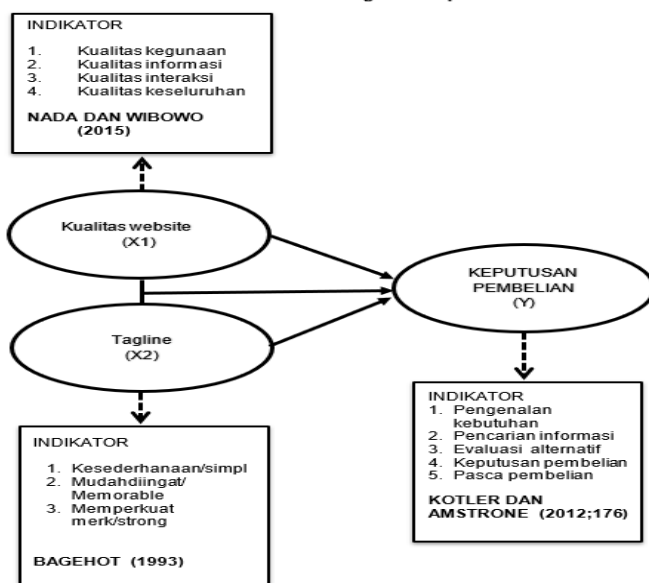 INDIKATOR
1. Kualitas kegunaan
2. Kualitas informasi
3. Kualitas interaksi
4. Kualitas keseluruhan
NADA DAN WIBOWO
(2015)
Kualitas website
(X1)
KEPUTUSAN
PEMBELIAN
(Y)
Tagline
(X2)
INDIKATOR
1. Kesederhanaan/simpl
2. Mudahdiingat/
Memorable
3. Memperkuat
merk/strong
BAGEHOT (1993)
INDIKATOR
1. Pengenalan
kebutuhan
2. Pencarian informasi
3. Evaluasi alternatif
4. Keputusan pembelian
5. Pasca pembelian
KOTLER DAN
AMSTRONE (2012;176)